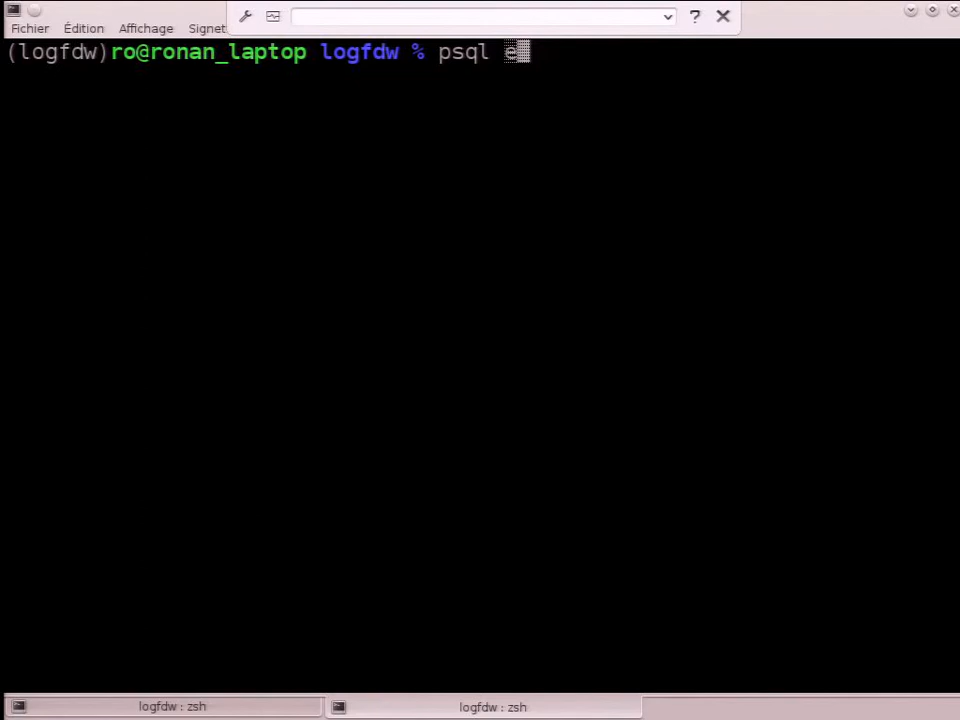 Fichier Édition Affichage Signet
(logfdw)ro@ronan_laptop logfdw % psql e
logfdw : zsh
logfdw : zsh